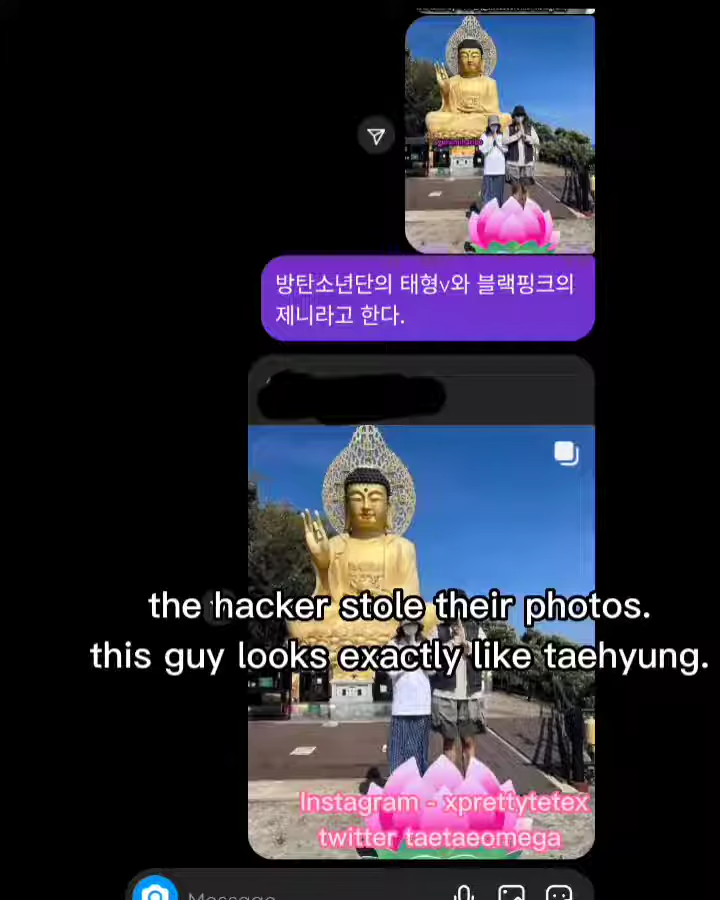 방탄소년단의 태형v와 블랙핑크의
제니라고 한다.
the hacker stole their photos.
this guy looks exactly like taehyung.
Instagram - xprettytetex
twitter taetaeomega
Message